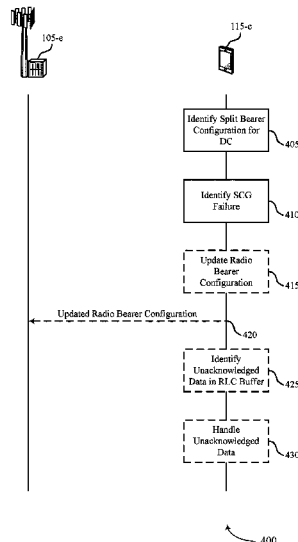 105-e
115-e
Identify Split Bearer
Configuration for
DC
405
Identify SCG
Failure
410
Update Radio
Bearer
Configuration
415
Updated Radio Bearer Configuration
420
Identify
Unacknowledged
Data in RLC Buffer
425
Handle
Unacknowledged
Data
430
400